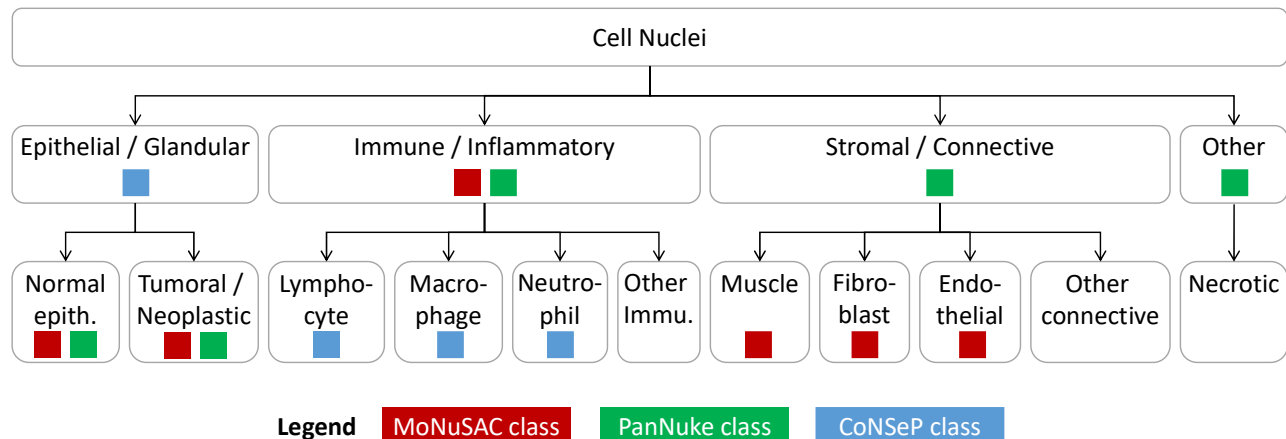 Cell Nuclei
Epithelial / Glandular
Immune / Inflammatory
Stromal / Connective
Other
Normal
epith.
Tumoral /
Neoplastic
Lympho-
cyte
Macro-
phage
Neutro-
phil
Other
Immu.
Muscle
Fibro-
blast
Endo-
thelial
Other
connective
Necrotic
Legend
MoNuSAC class
PanNuke class
CoNSeP class